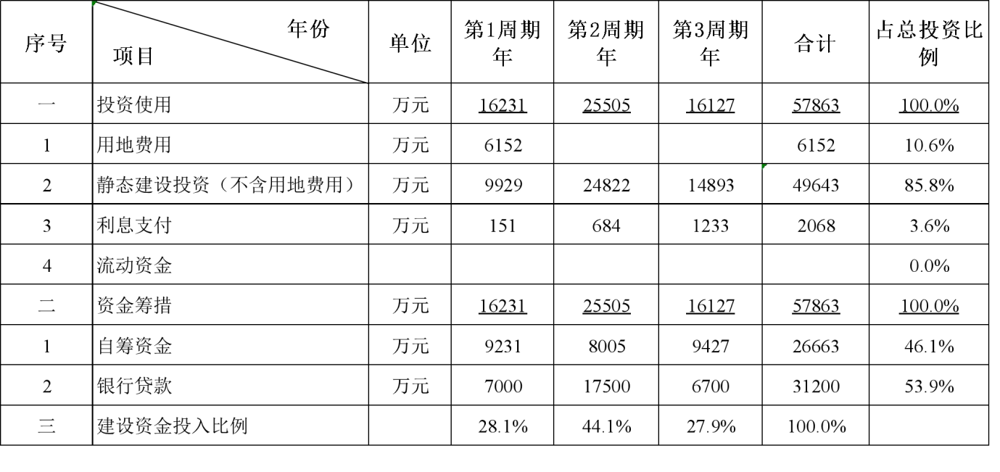 序号 年份 项目 单位 第1周期年 第2周期年 第3周期年 合计 占总投资比例
一 投资使用 万元 16231 25505 16127 57863 100.0%
1 用地费用 万元 6152 6152 10.6%
2 静态建设投资（不含用地费用） 万元 9929 24822 14893 49643 85.8%
3 利息支付 万元 151 684 1233 2068 3.6%
4 流动资金 0.0%
二 资金筹措 万元 16231 25505 16127 57863 100.0%
1 自筹资金 万元 9231 8005 9427 26663 46.1%
2 银行贷款 万元 7000 17500 6700 31200 53.9%
三 建设资金投入比例 28.1% 44.1% 27.9% 100.0%